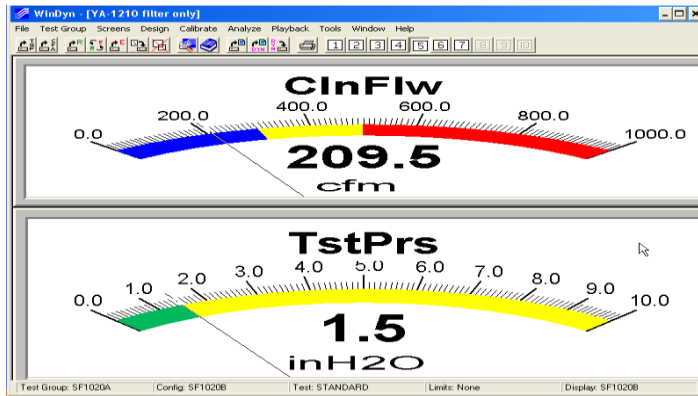 WinDyn - [YA-1210 filter only]
File Test Group Screens Design Calibrate Analyze Playback Tools Window Help
1 2 3 4 5 6 7 8 9 10
ClnFlw
0.0 200.0 400.0 600.0 800.0 1000.0
209.5
cfm
TstPrs
0.0 1.0 2.0 3.0 4.0 5.0 6.0 7.0 8.0 9.0 10.0
1.5
inH2O
Test Group: SF1020A Config: SF1020B Test: STANDARD Limits: None Display: SF1020B